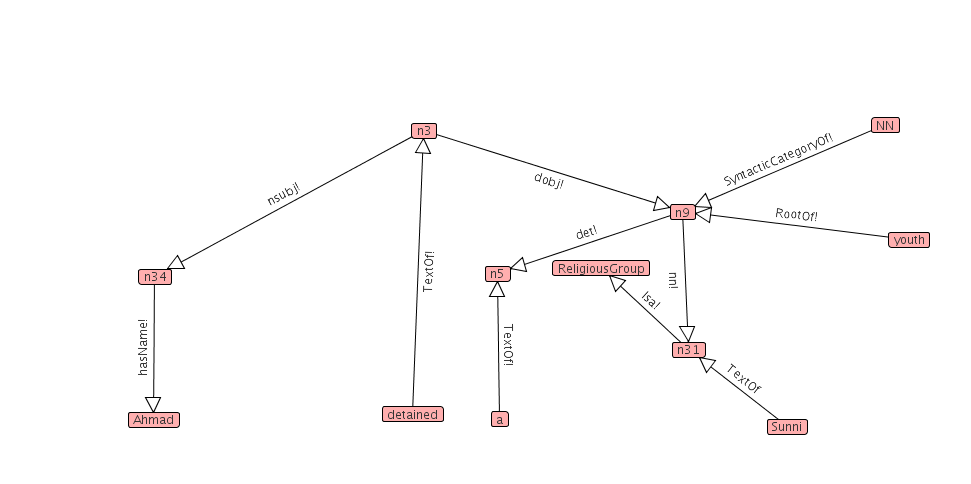 NN
n3
SyntacticCategoryOf!
dobj!
nsubj!
n9
RootOf!
det!
youth
TextOf!
n34
n5
ReligiousGroup
nn!
Isa!
hasName!
TextOf!
n31
TextOf
Ahmad
detained
a
Sunni